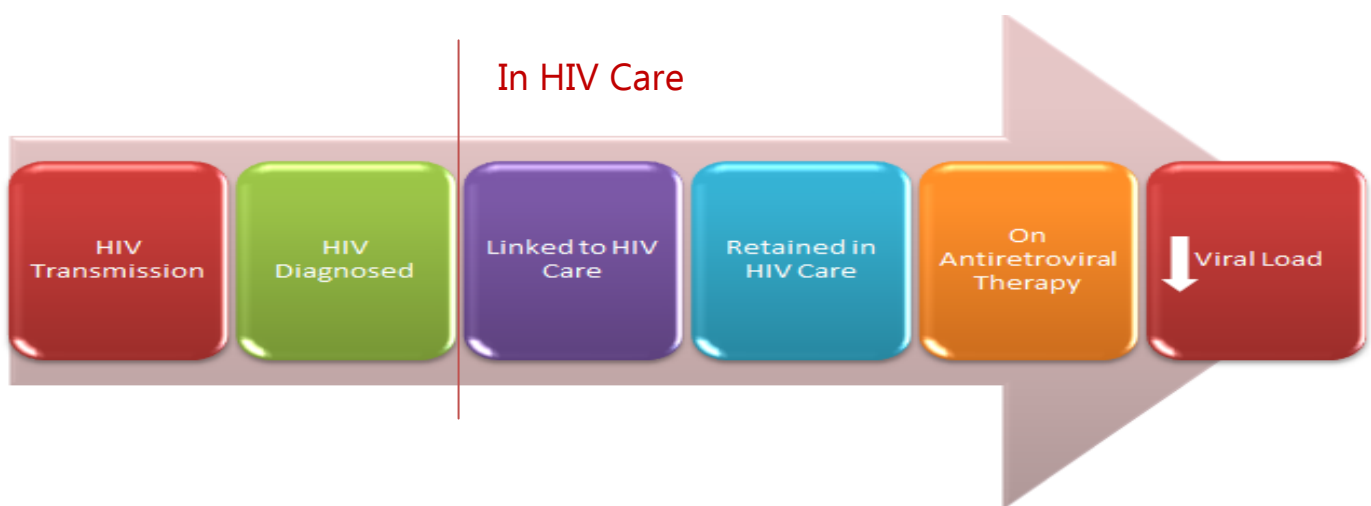 In HIV Care
HIV
Transmission
HIV
Diagnosed
Linked to HIV
Care
Retained in
HIV Care
On
Antiretroviral
Therapy
Viral Load